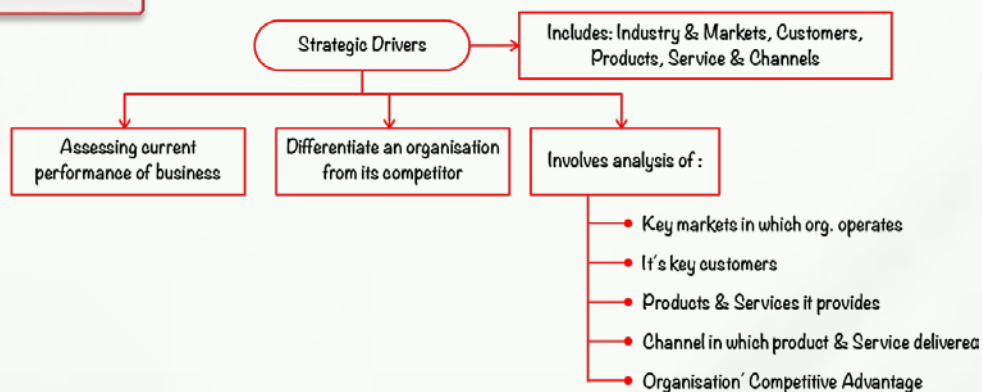 Strategic Drivers
Includes: Industry & Markets, Customers,
Products, Service & Channels
Assessing current
performance of business
Differentiate an organisation
from its competitor
Involves analysis of :
Key markets in which org. operates
It's key customers
Products & Services it provides
Channel in which product & Service delivered
Organisation' Competitive Advantage